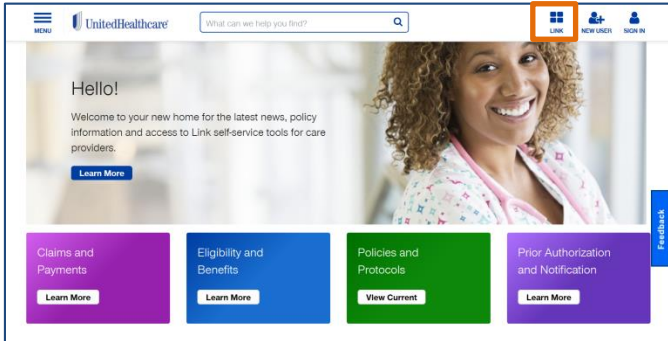 MENU
UnitedHealthcare®
What can we help you find?
LINK
NEW USER
SIGN IN
Hello!
Welcome to your new home for the latest news, policy
information and access to Link self-service tools for care
providers.
Learn More
Feedback
Claims and
Payments
Learn More
Eligibility and
Benefits
Learn More
Policies and
Protocols
View Current
Prior Authorization
and Notification
Learn More